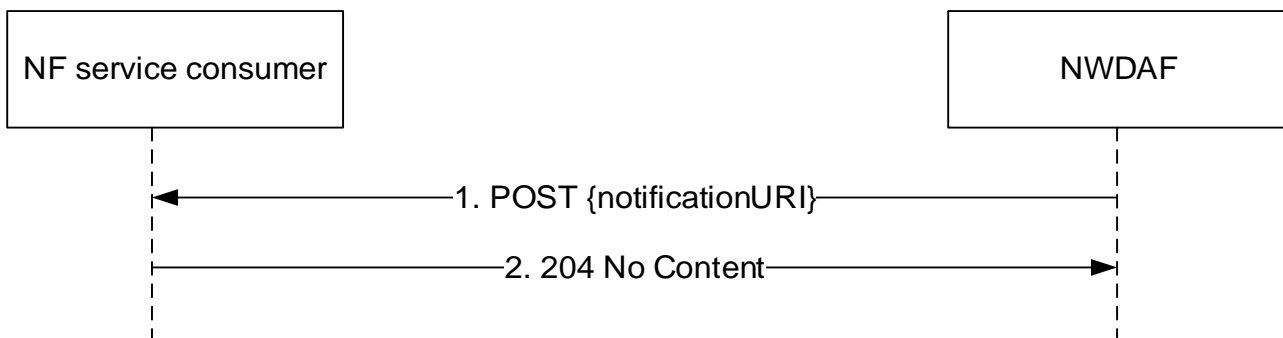 NF service consumer
NWDAF
1. POST {notificationURI}
2. 204 No Content